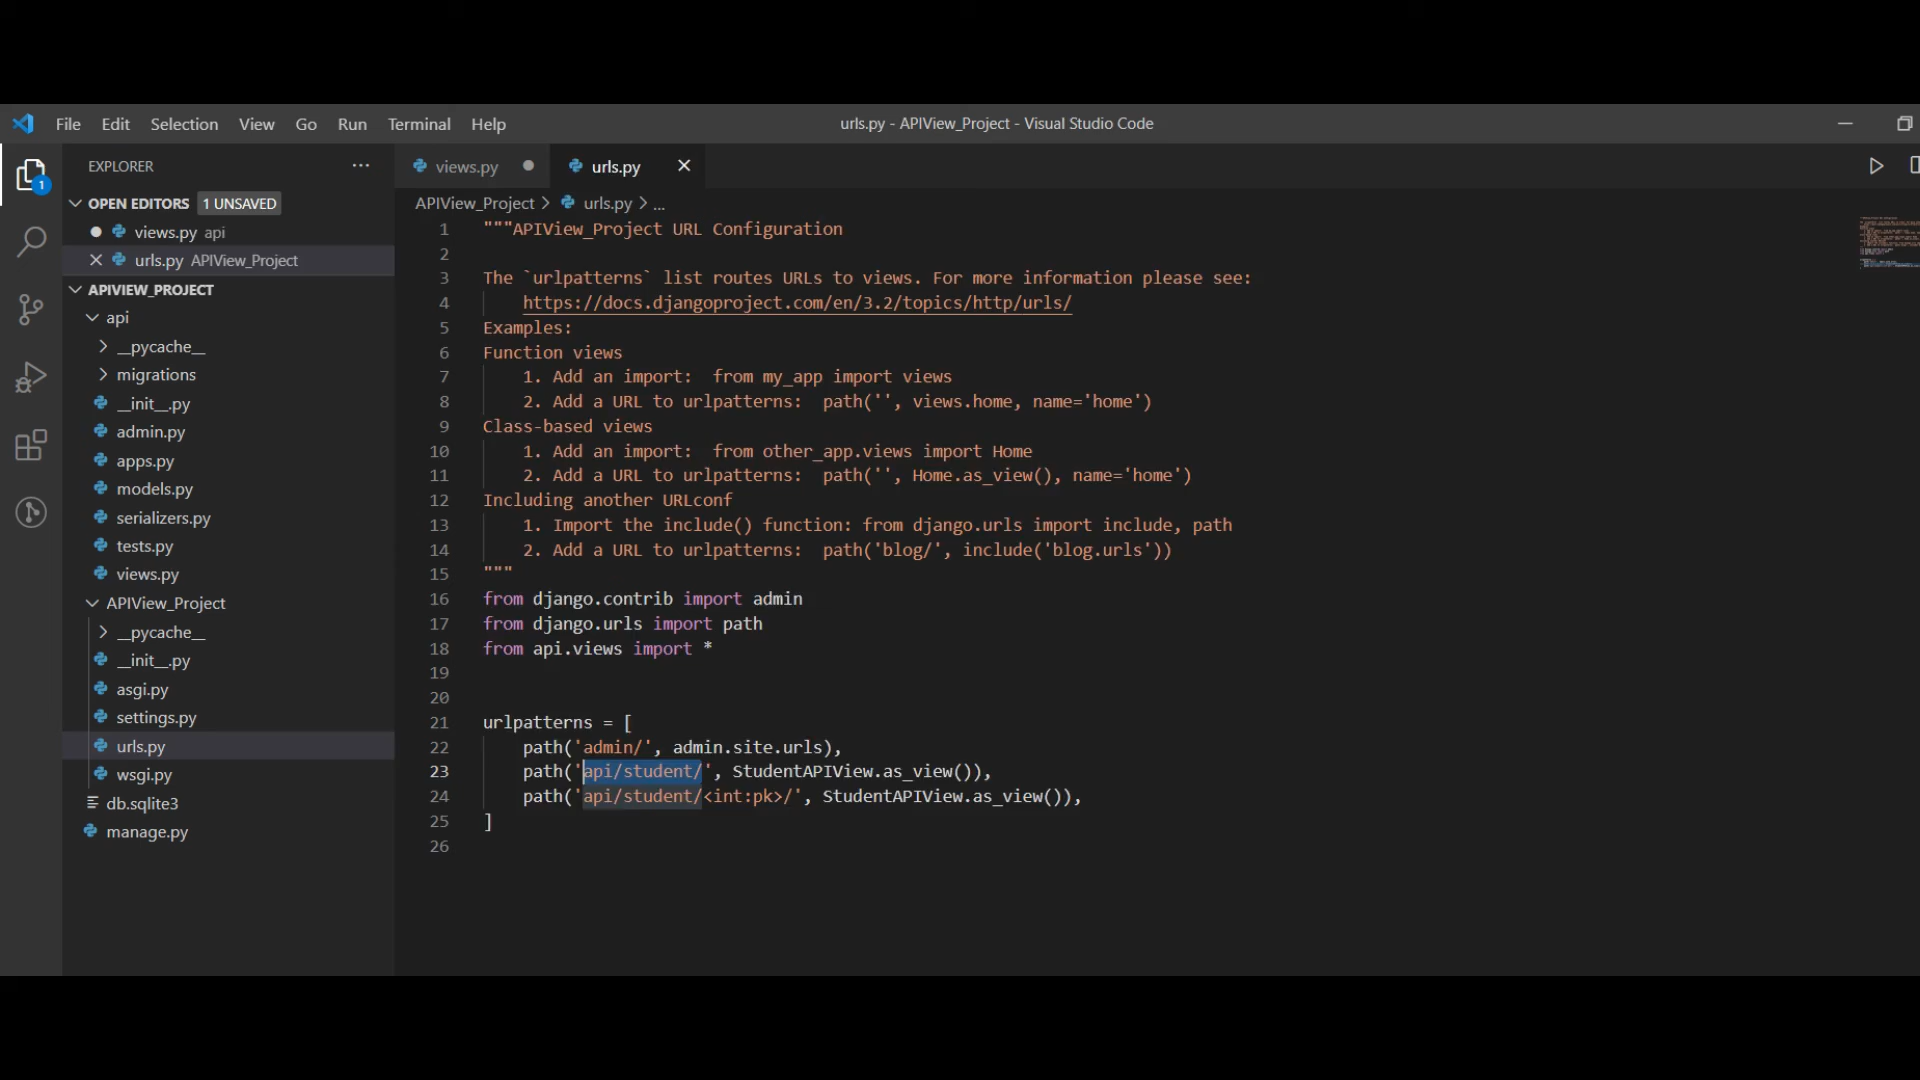 File Edit Selection View Go Run Terminal Help
urls.py - APIView_Project - Visual Studio Code
1
EXPLORER
OPEN EDITORS 1 UNSAVED
views.py api
urls.py APIView_Project
APIVIEW_PROJECT
api
__pycache__
migrations
__init__.py
admin.py
apps.py
models.py
serializers.py
tests.py
views.py
APIView_Project
__pycache__
__init__.py
asgi.py
settings.py
urls.py
wsgi.py
db.sqlite3
manage.py
views.py
urls.py
APIView_Project > urls.py > ...
1 """APIView_Project URL Configuration
2
3 The `urlpatterns` list routes URLs to views. For more information please see:
4 https://docs.djangoproject.com/en/3.2/topics/http/urls/
5 Examples:
6 Function views
7 1. Add an import:  from my_app import views
8 2. Add a URL to urlpatterns:  path('', views.home, name='home')
9 Class-based views
10 1. Add an import:  from other_app.views import Home
11 2. Add a URL to urlpatterns:  path('', Home.as_view(), name='home')
12 Including another URLconf
13 1. Import the include() function: from django.urls import include, path
14 2. Add a URL to urlpatterns:  path('blog/', include('blog.urls'))
15 """
16 from django.contrib import admin
17 from django.urls import path
18 from api.views import *
19
20
21 urlpatterns = [
22 path('admin/', admin.site.urls),
23 path('api/student/', StudentAPIView.as_view()),
24 path('api/student/<int:pk>/', StudentAPIView.as_view()),
25 ]
26